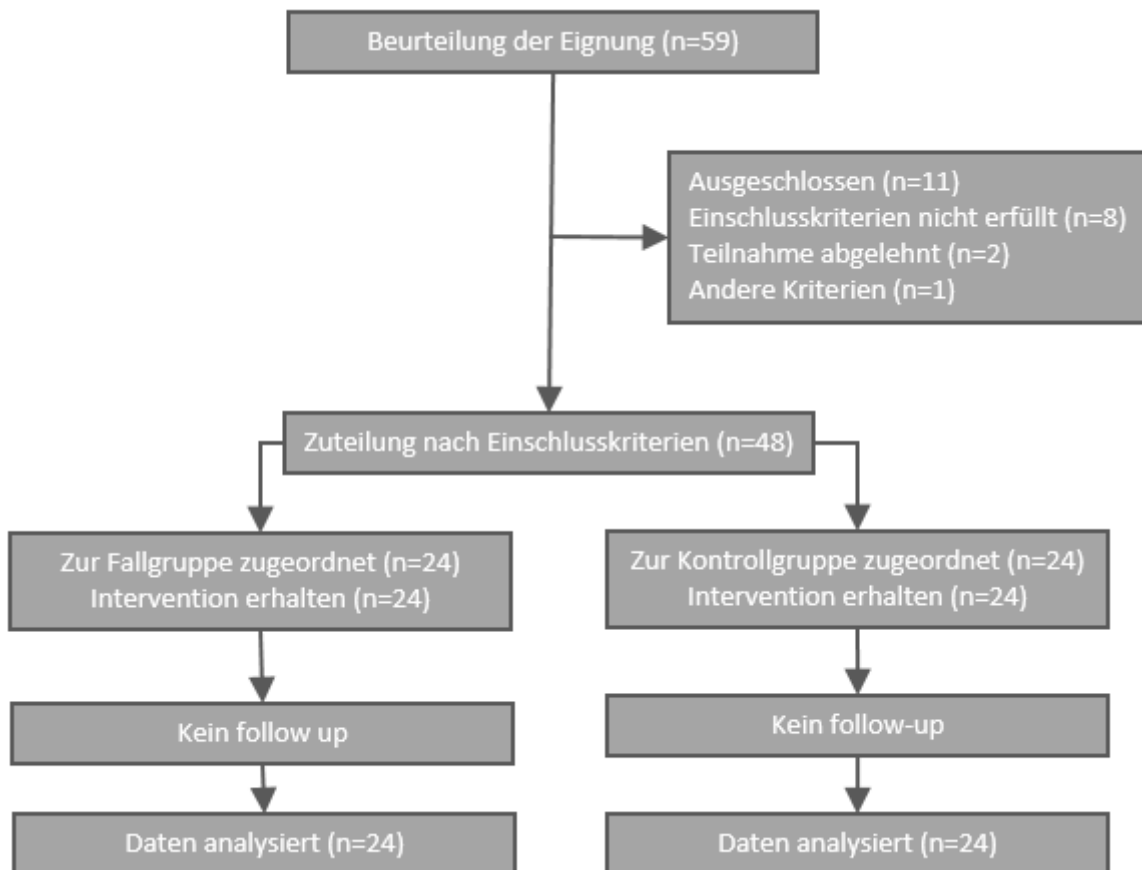 Beurteilung der Eignung (n=59)
Ausgeschlossen (n=11)
Einschlusskriterien nicht erfüllt (n=8)
Teilnahme abgelehnt (n=2)
Andere Kriterien (n=1)
Zuteilung nach Einschlusskriterien (n=48)
Zur Fallgruppe zugeordnet (n=24)
Intervention erhalten (n=24)
Zur Kontrollgruppe zugeordnet (n=24)
Intervention erhalten (n=24)
Kein follow up
Kein follow-up
Daten analysiert (n=24)
Daten analysiert (n=24)